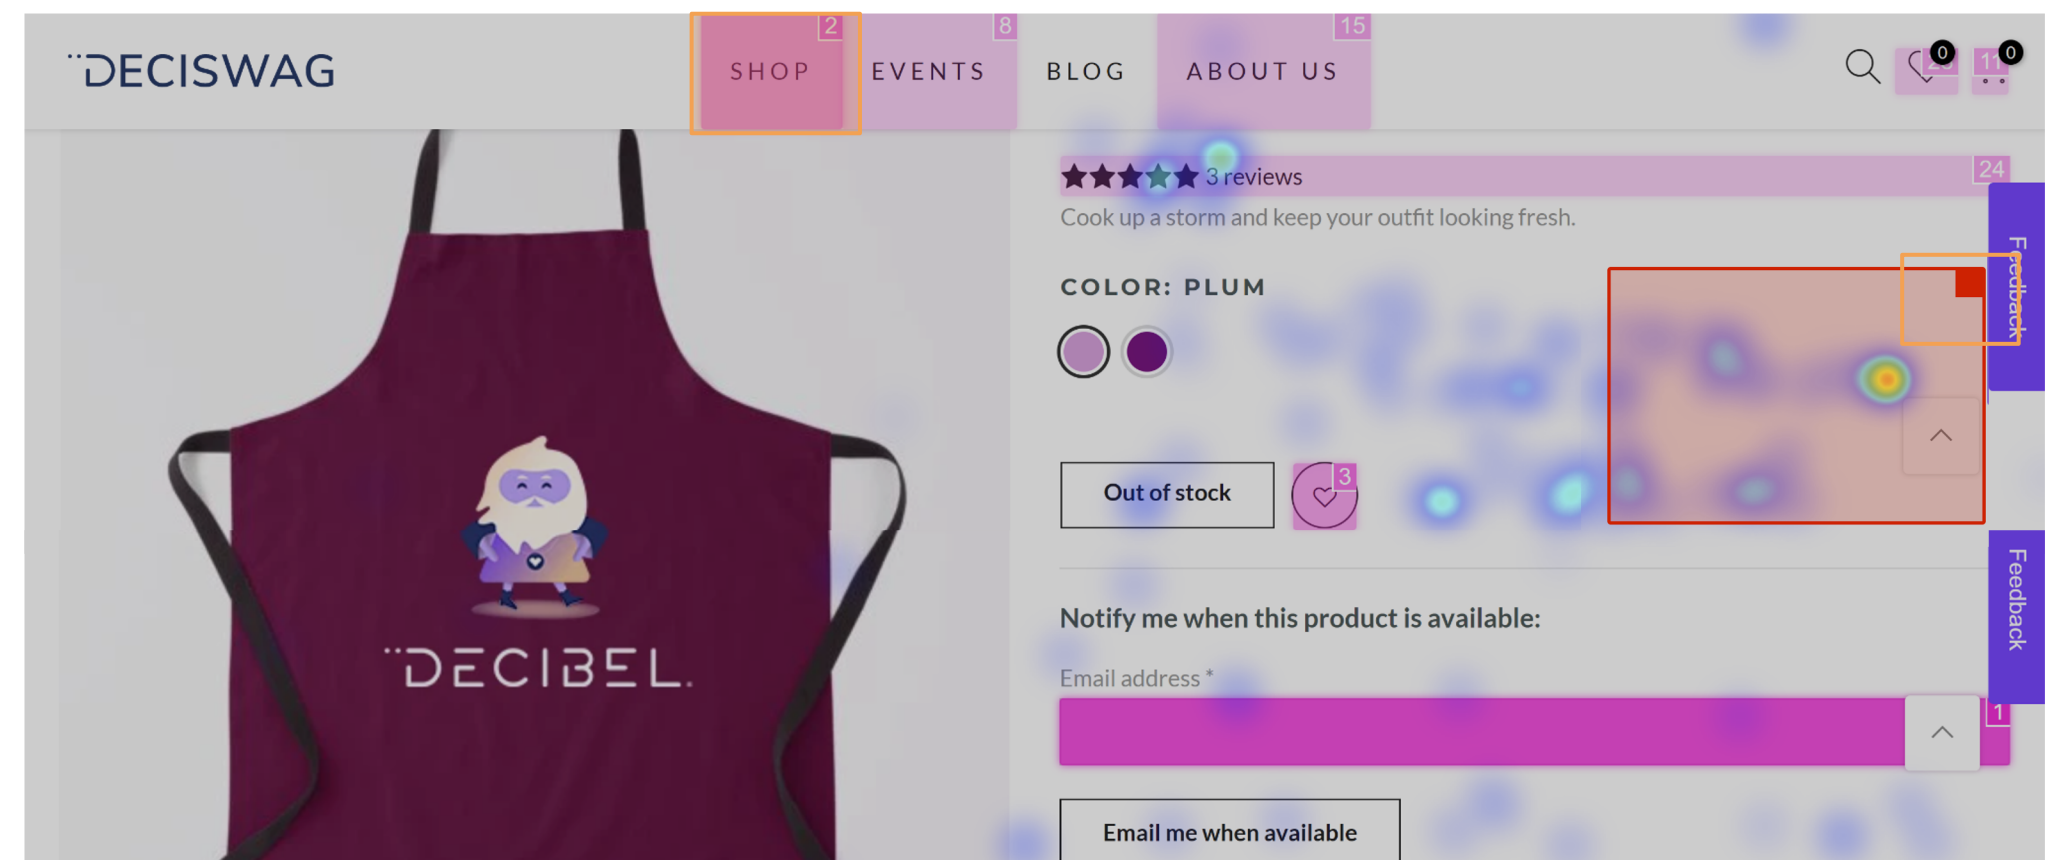 DECISWAG
SHOP
2
EVENTS
8
BLOG
ABOUT US
15
0
11
0
3 reviews
24
Cook up a storm and keep your outfit looking fresh.
Feedback
COLOR: PLUM
Out of stock
3
Feedback
Notify me when this product is available:
DECIBEL.
Email address *
1
Email me when available